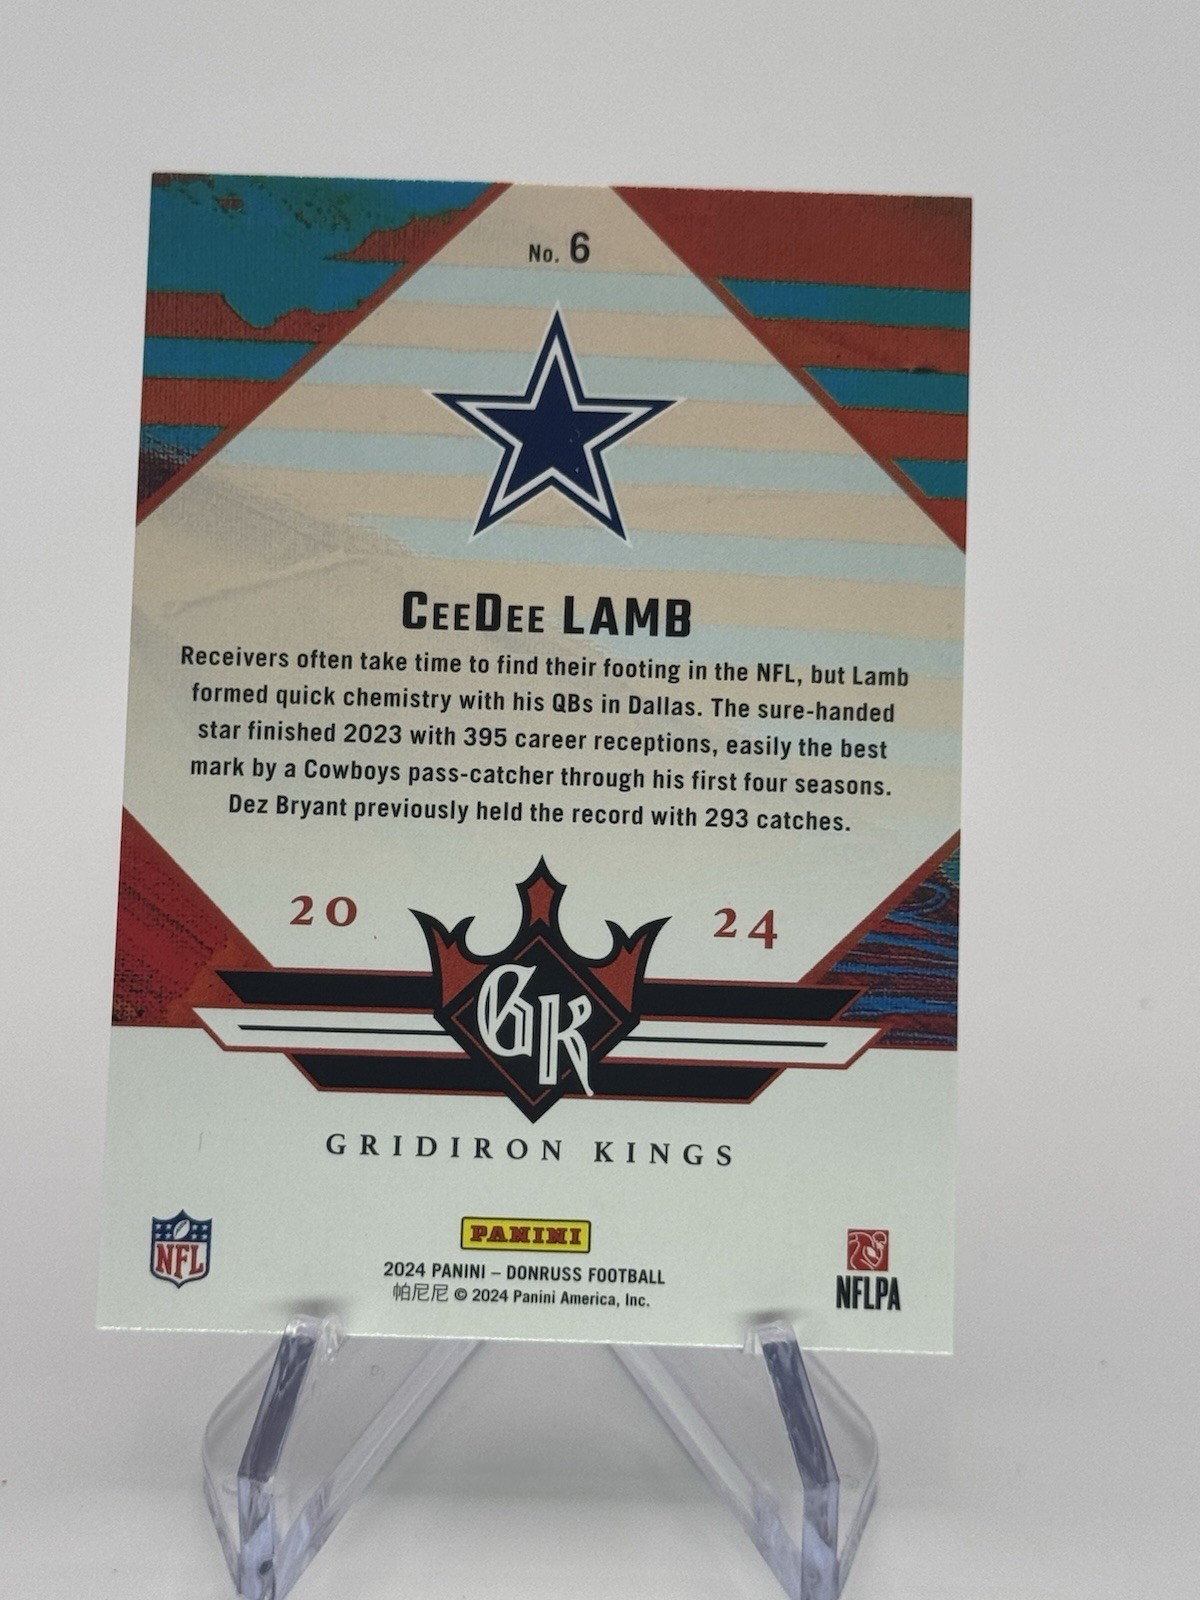 No. 6
CEEDEE LAMB
Receivers often take time to find their footing in the NFL, but Lamb
formed quick chemistry with his QBs in Dallas. The sure-handed
star finished 2023 with 395 career receptions, easily the best
mark by a Cowboys pass-catcher through his first four seasons.
Dez Bryant previously held the record with 293 catches.
20 24
GK
GRIDIRON KINGS
NFL
PANINI
2024 PANINI – DONRUSS FOOTBALL
帕尼尼 © 2024 Panini America, Inc.
NFLPA